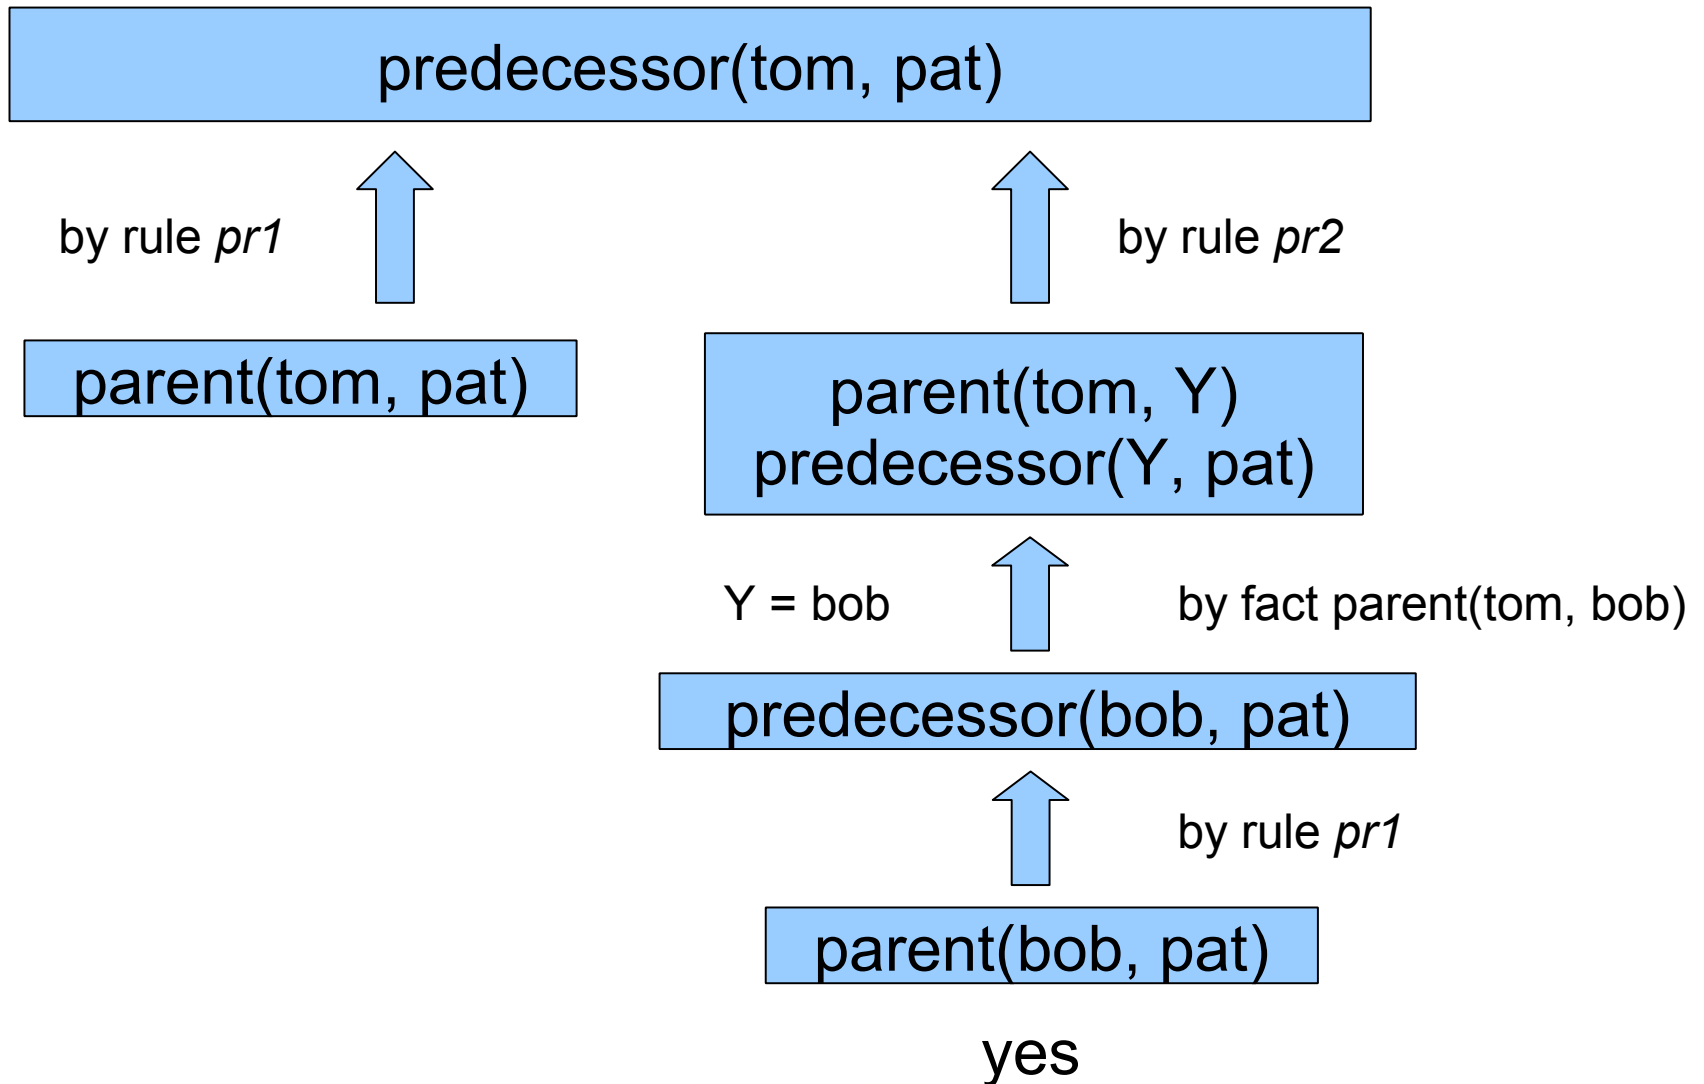 predecessor(tom, pat)
by rule pr1
by rule pr2
parent(tom, pat)
parent(tom, Y)
predecessor(Y, pat)
Y = bob
by fact parent(tom, bob)
predecessor(bob, pat)
by rule pr1
parent(bob, pat)
yes